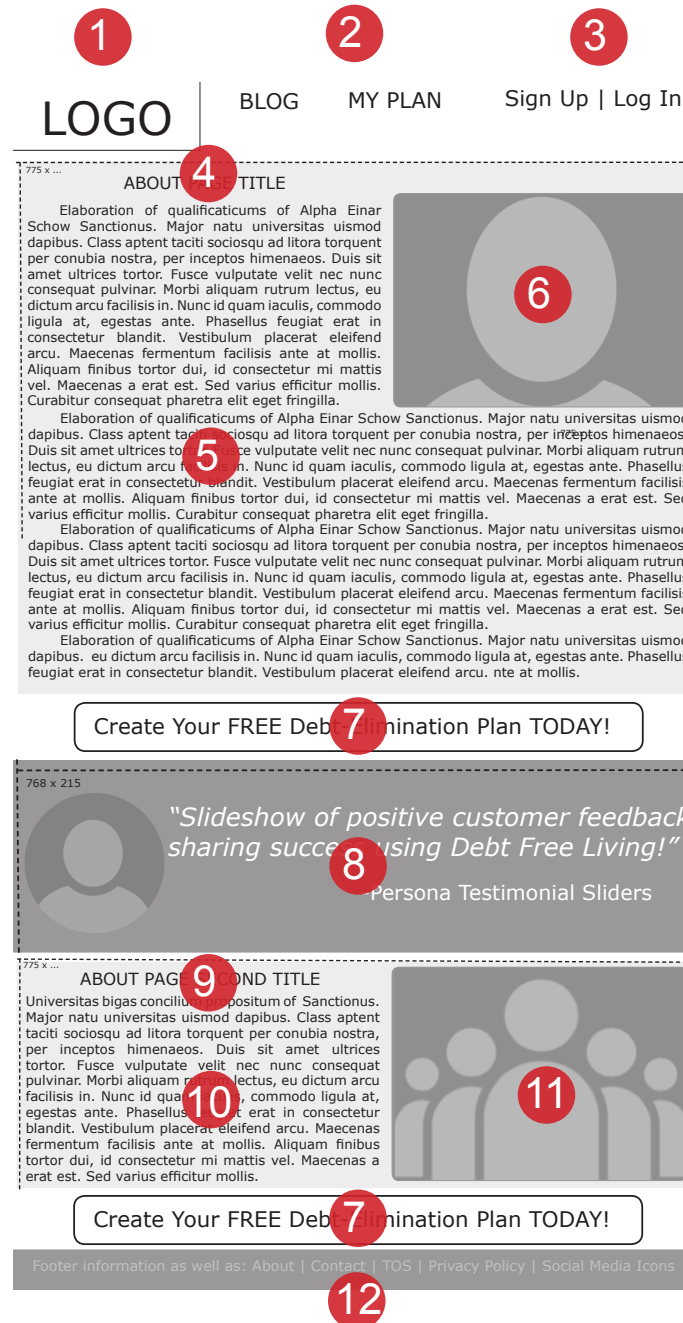 1
2
3
LOGO
BLOG MY PLAN
Sign Up | Log In
775 x ...
4
ABOUT PAGE TITLE
Elaboration of qualificaticums of Alpha Einar
Schow Sanctionus. Major natu universitas uismod
dapibus. Class aptent taciti sociosqu ad litora torquent
per conubia nostra, per inceptos himenaeos. Duis sit
amet ultrices tortor. Fusce vulputate velit nec nunc
consequat pulvinar. Morbi aliquam rutrum lectus, eu
dictum arcu facilisis in. Nunc id quam iaculis, commodo
ligula at, egestas ante. Phasellus feugiat erat in
consectetur blandit. Vestibulum placerat eleifend
arcu. Maecenas fermentum facilisis ante at mollis.
Aliquam finibus tortor dui, id consectetur mi mattis
vel. Maecenas a erat est. Sed varius efficitur mollis.
Curabitur consequat pharetra elit eget fringilla.
6
Elaboration of qualificaticums of Alpha Einar Schow Sanctionus. Major natu universitas uismod
dapibus. Class aptent taciti sociosqu ad litora torquent per conubia nostra, per inceptos himenaeos.
Duis sit amet ultrices tortor. Fusce vulputate velit nec nunc consequat pulvinar. Morbi aliquam rutrum
lectus, eu dictum arcu facilisis in. Nunc id quam iaculis, commodo ligula at, egestas ante. Phasellus
feugiat erat in consectetur blandit. Vestibulum placerat eleifend arcu. Maecenas fermentum facilisis
ante at mollis. Aliquam finibus tortor dui, id consectetur mi mattis vel. Maecenas a erat est. Sed
varius efficitur mollis. Curabitur consequat pharetra elit eget fringilla.
5
Elaboration of qualificaticums of Alpha Einar Schow Sanctionus. Major natu universitas uismod
dapibus. Class aptent taciti sociosqu ad litora torquent per conubia nostra, per inceptos himenaeos.
Duis sit amet ultrices tortor. Fusce vulputate velit nec nunc consequat pulvinar. Morbi aliquam rutrum
lectus, eu dictum arcu facilisis in. Nunc id quam iaculis, commodo ligula at, egestas ante. Phasellus
feugiat erat in consectetur blandit. Vestibulum placerat eleifend arcu. Maecenas fermentum facilisis
ante at mollis. Aliquam finibus tortor dui, id consectetur mi mattis vel. Maecenas a erat est. Sed
varius efficitur mollis. Curabitur consequat pharetra elit eget fringilla.
Elaboration of qualificaticums of Alpha Einar Schow Sanctionus. Major natu universitas uismod
dapibus. eu dictum arcu facilisis in. Nunc id quam iaculis, commodo ligula at, egestas ante. Phasellus
feugiat erat in consectetur blandit. Vestibulum placerat eleifend arcu. nte at mollis.
Create Your FREE Debt-Elimination Plan TODAY!
7
768 x 215
“Slideshow of positive customer feedback
sharing success using Debt Free Living!”
8
-Persona Testimonial Sliders
775 x ...
9
ABOUT PAGE SECOND TITLE
Universitas bigas concilium propositum of Sanctionus.
Major natu universitas uismod dapibus. Class aptent
taciti sociosqu ad litora torquent per conubia nostra,
per inceptos himenaeos. Duis sit amet ultrices
tortor. Fusce vulputate velit nec nunc consequat
pulvinar. Morbi aliquam rutrum lectus, eu dictum arcu
facilisis in. Nunc id quam iaculis, commodo ligula at,
egestas ante. Phasellus feugiat erat in consectetur
blandit. Vestibulum placerat eleifend arcu. Maecenas
fermentum facilisis ante at mollis. Aliquam finibus
tortor dui, id consectetur mi mattis vel. Maecenas a
erat est. Sed varius efficitur mollis.
10
11
Create Your FREE Debt-Elimination Plan TODAY!
7
Footer information as well as: About | Contact | TOS | Privacy Policy | Social Media Icons
12